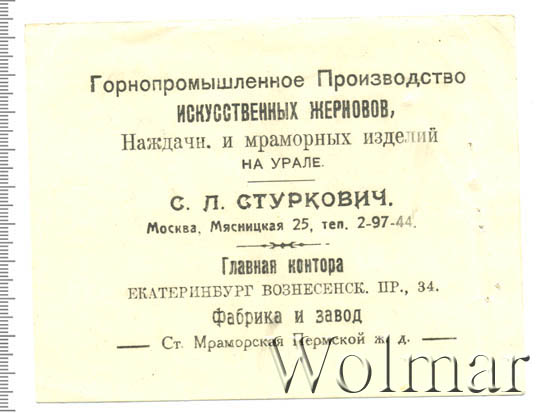 Горнопромышленное Производство
ИСКУССТВЕННЫХ ЖЕРНОВОВ,
Наждачн. и мраморных изделий
НА УРАЛЕ.
С. Л. СТУРКОВИЧ.
Москва, Мясницкая 25, теп. 2-97-44.
Главная контора
ЕКАТЕРИНБУРГ ВОЗНЕСЕНСК. ПР., 34.
Фабрика и завод
Ст. Мраморская Пермской ж. д.
Wolmar